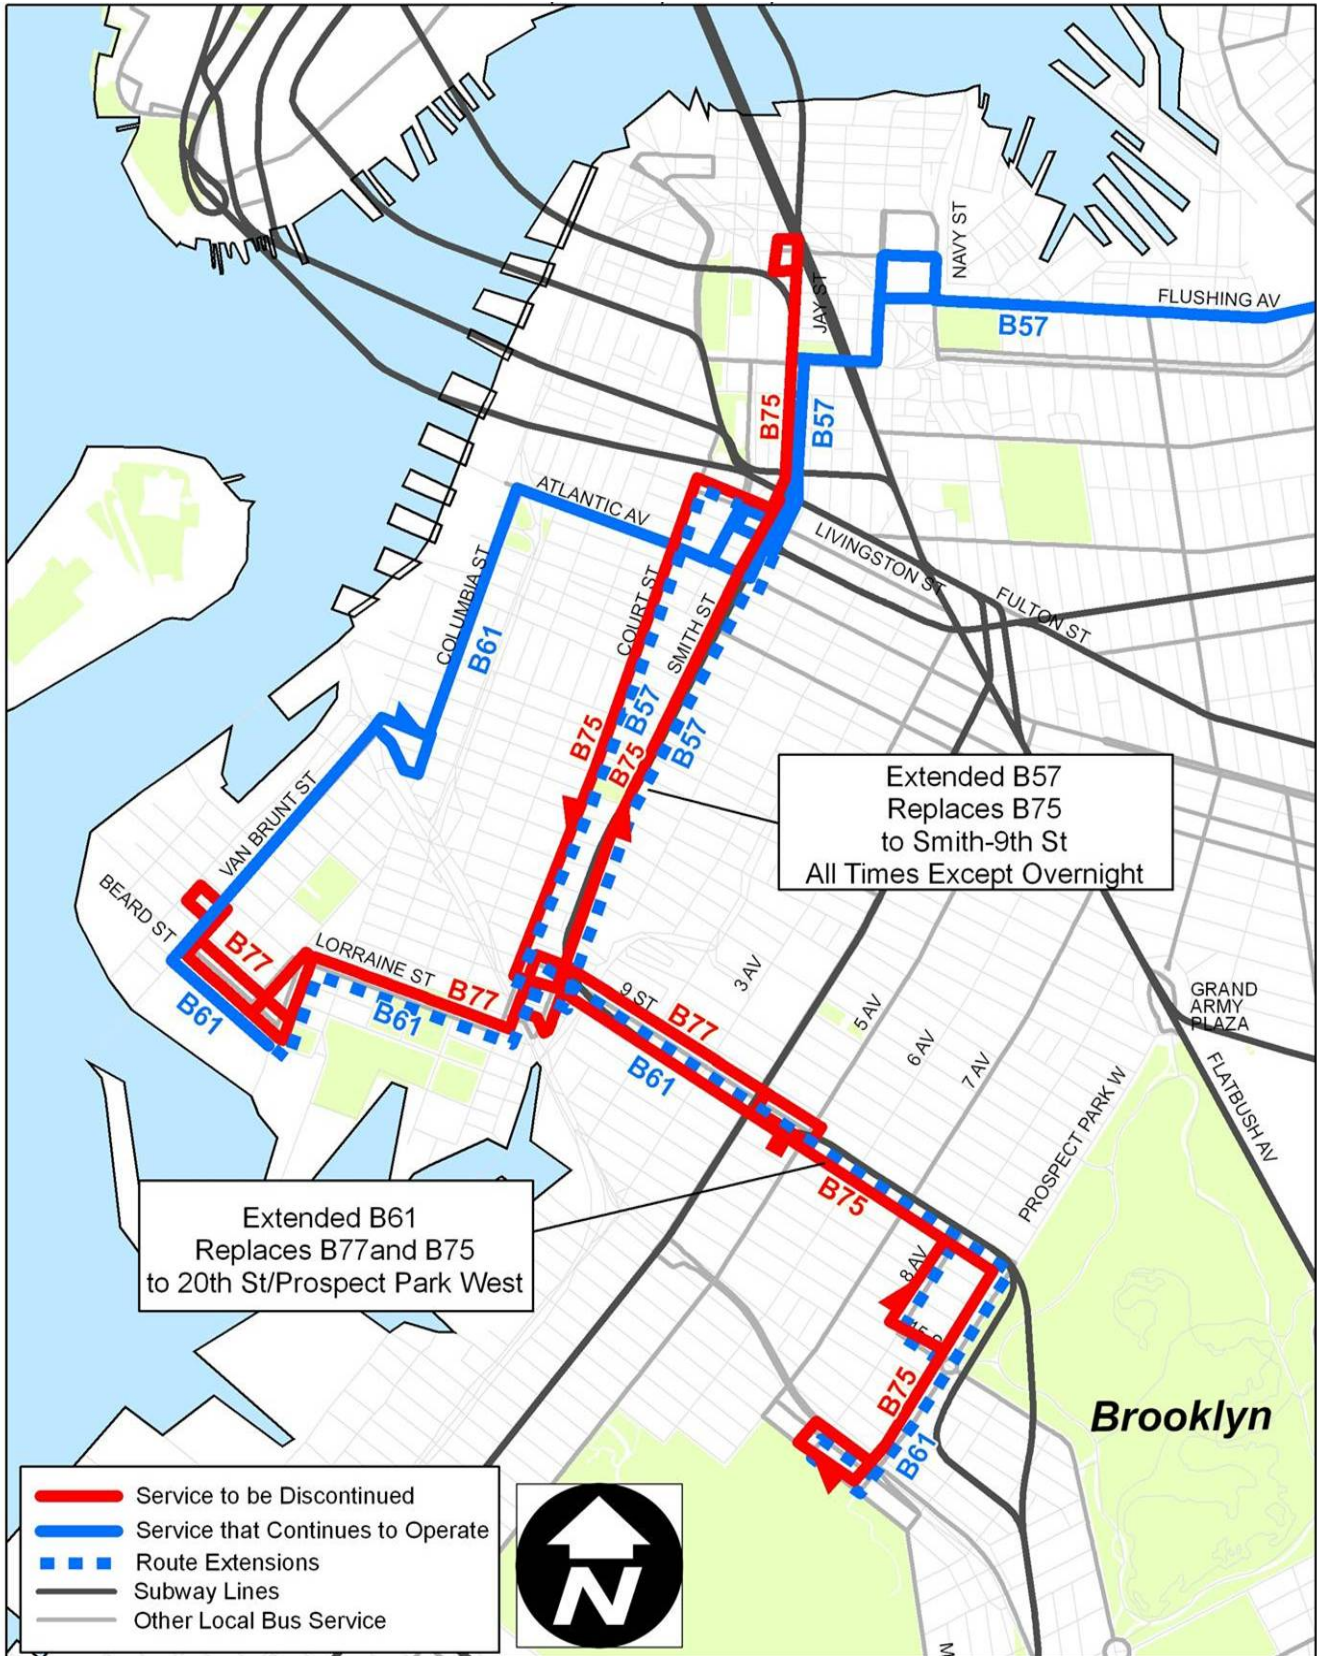 NAVY ST
JAY ST
FLUSHING AV
B57
B75
B57
ATLANTIC AV
LIVINGSTON ST
FULTON ST
COLUMBIA ST
B61
COURT ST
SMITH ST
B57
B75
B75
B57
Extended B57
Replaces B75
to Smith-9th St
All Times Except Overnight
VAN BRUNT ST
BEARD ST
B77
LORRAINE ST
B77
B61
B61
9 ST
B77
3 AV
5 AV
6 AV
7 AV
GRAND
ARMY
PLAZA
FLATBUSH AV
PROSPECT PARK W
B61
B75
Extended B61
Replaces B77and B75
to 20th St/Prospect Park West
8 AV
B75
B61
Brooklyn
Service to be Discontinued
Service that Continues to Operate
Route Extensions
Subway Lines
Other Local Bus Service
N